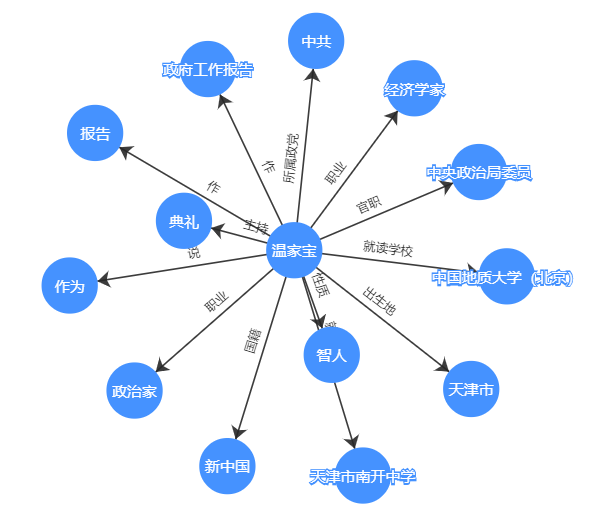 中共
政府工作报告
经济学家
报告
所属政党
作
职业
中央政治局委员
作
官职
典礼
主持
温家宝
就读学校
说
中国地质大学（北京）
作为
性质
出生地
职业
国籍
智人
政治家
天津市
新中国
天津市南开中学